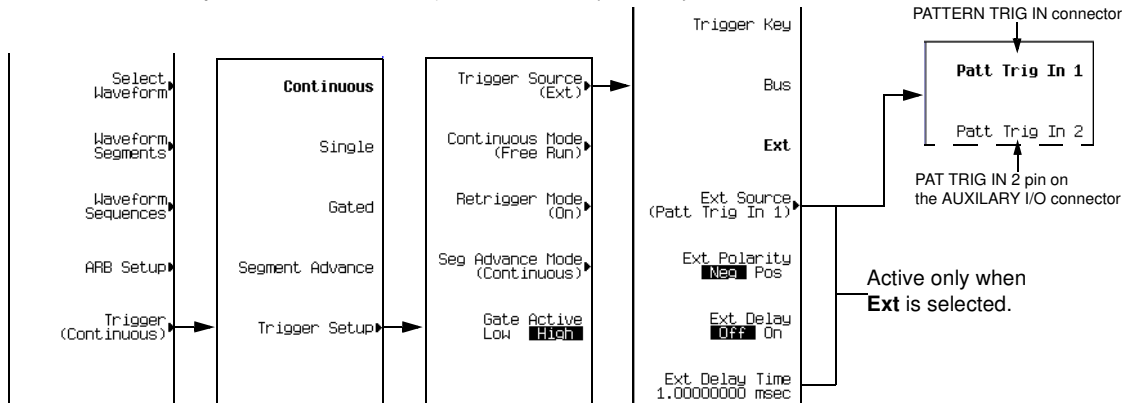 Select
Waveform
Waveform
Segments
Waveform
Sequences
ARB Setup
Trigger
(Continuous)
Continuous
Single
Gated
Segment Advance
Trigger Setup
Trigger Source
(Ext)
Continuous Mode
(Free Run)
Retrigger Mode
(On)
Seg Advance Mode
(Continuous)
Gate Active
Low High
Trigger Key
Bus
Ext
Ext Source
(Patt Trig In 1)
Ext Polarity
Neg Pos
Ext Delay
Off On
Ext Delay Time
1.00000000 msec
PATTERN TRIG IN connector
Patt Trig In 1
Patt Trig In 2
PAT TRIG IN 2 pin on
the AUXILARY I/O connector
Active only when
Ext is selected.